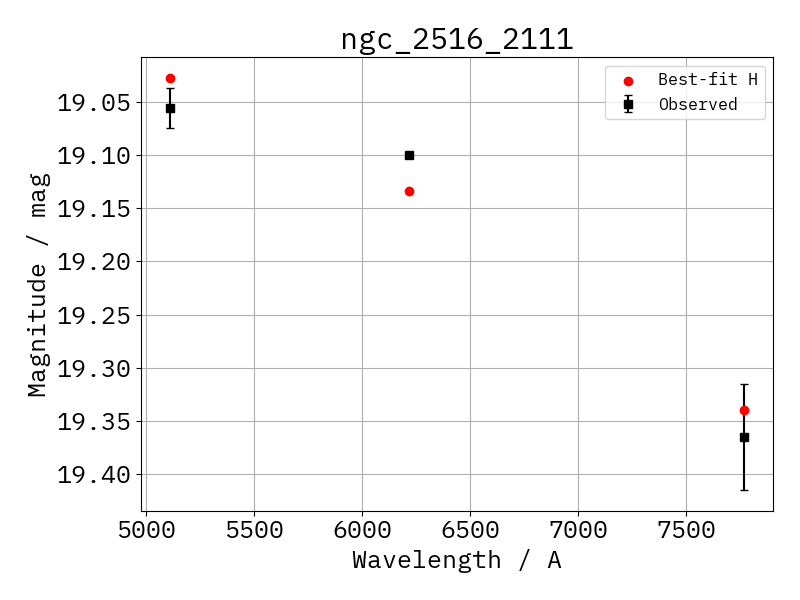 ngc_2516_2111
Best-fit H
Observed
Magnitude / mag
19.05
19.10
19.15
19.20
19.25
19.30
19.35
19.40
5000 5500 6000 6500 7000 7500
Wavelength / A